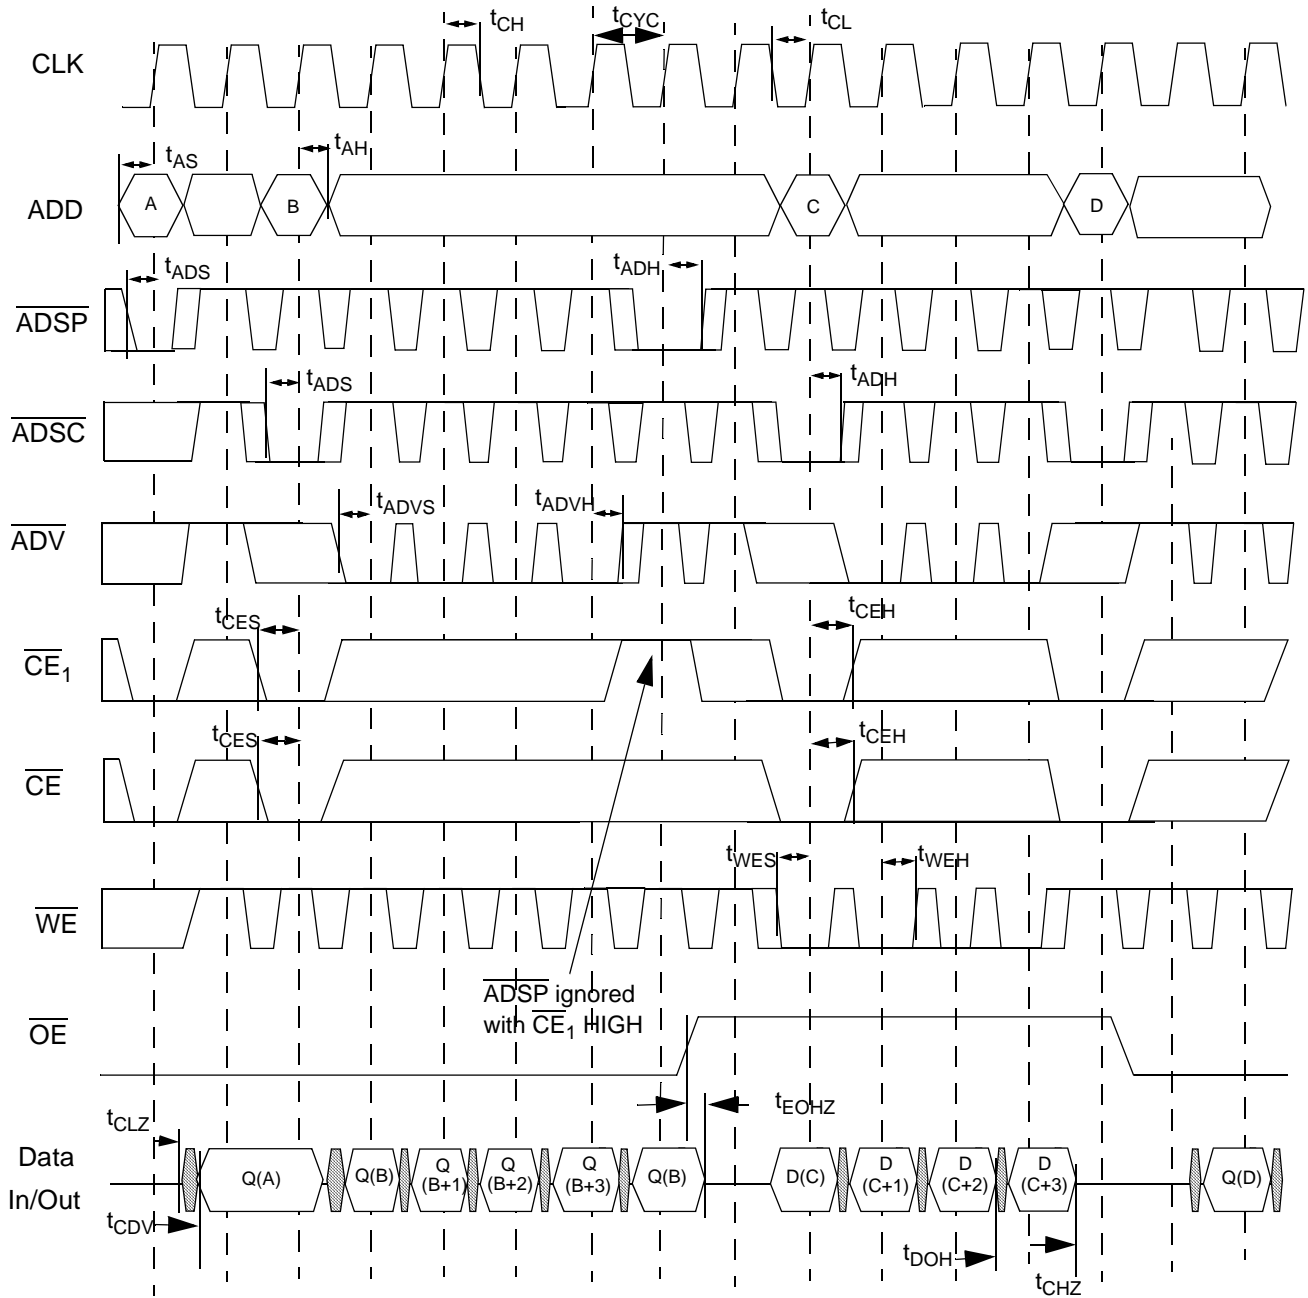 tCH
tCYC
tCL
CLK
tAS
tAH
ADD
A
B
C
D
tADS
tADH
ADSP
tADS
tADH
ADSC
tADVS
tADVH
ADV
tCES
tCEH
CE1
tCES
tCEH
CE
tWES
tWEH
WE
ADSP ignored
with CE1 HIGH
OE
tCLZ
tEOHZ
Data
In/Out
Q(A)
Q(B)
Q
(B+1)
Q
(B+2)
Q
(B+3)
Q(B)
D(C)
D
(C+1)
D
(C+2)
D
(C+3)
Q(D)
tCDV
tDOH
tCHZ